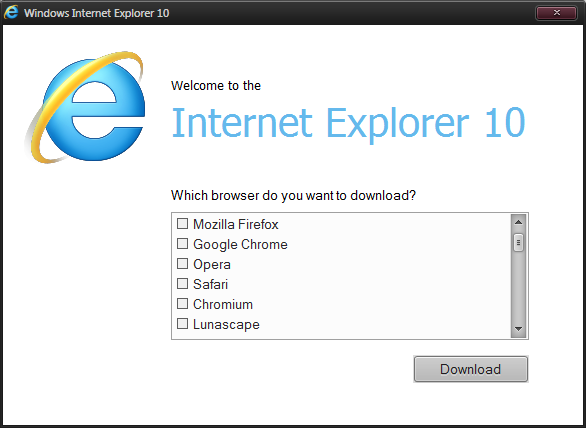 Windows Internet Explorer 10
Welcome to the
Internet Explorer 10
Which browser do you want to download?
Mozilla Firefox
Google Chrome
Opera
Safari
Chromium
Lunascape
Download